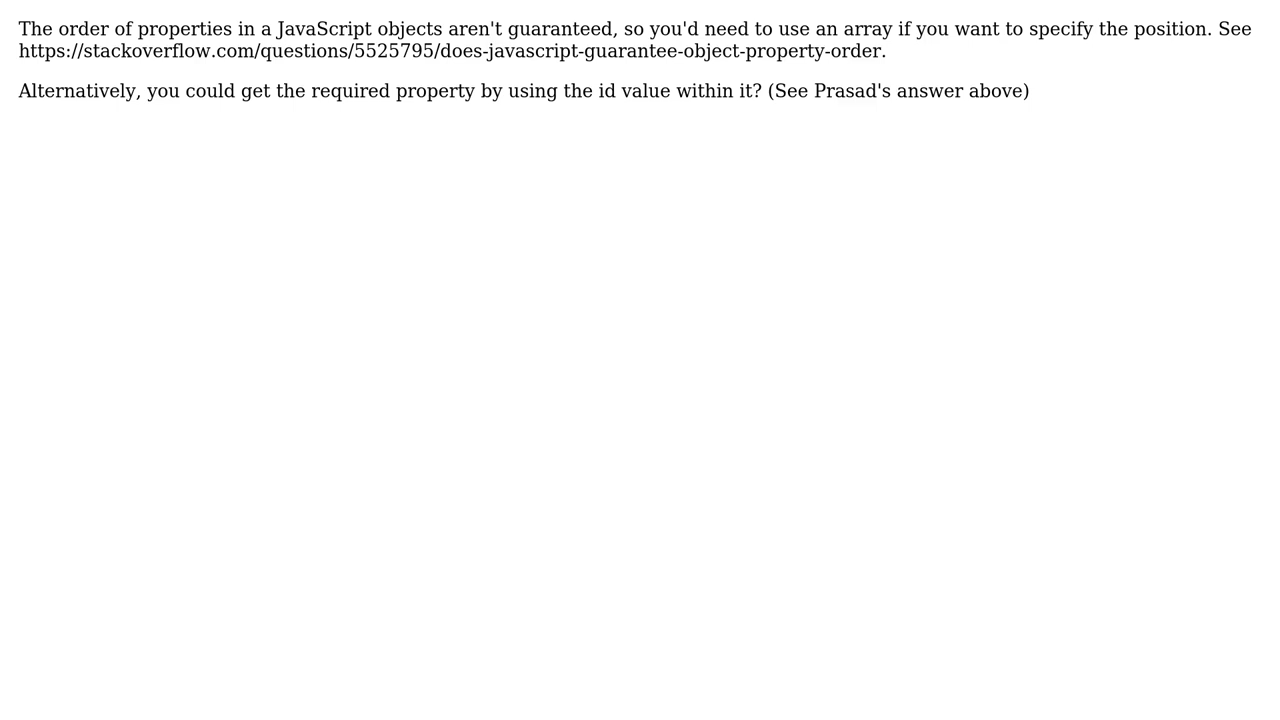 The order of properties in a JavaScript objects aren't guaranteed, so you'd need to use an array if you want to specify the position. See
https://stackoverflow.com/questions/5525795/does-javascript-guarantee-object-property-order.
Alternatively, you could get the required property by using the id value within it? (See Prasad's answer above)